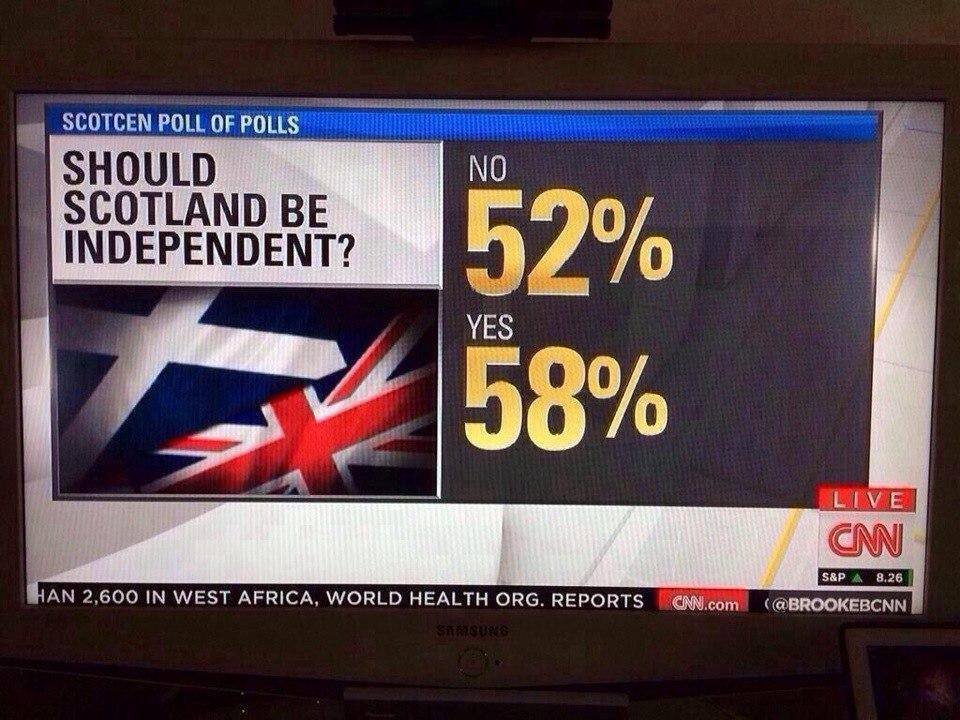 SCOTCEN POLL OF POLLS
SHOULD
SCOTLAND BE
INDEPENDENT?
NO
52%
YES
58%
LIVE
CNN
S&P ▲ 8.26
HAN 2,600 IN WEST AFRICA, WORLD HEALTH ORG. REPORTS
CNN.com
@BROOKEBCNN
SAMSUNG